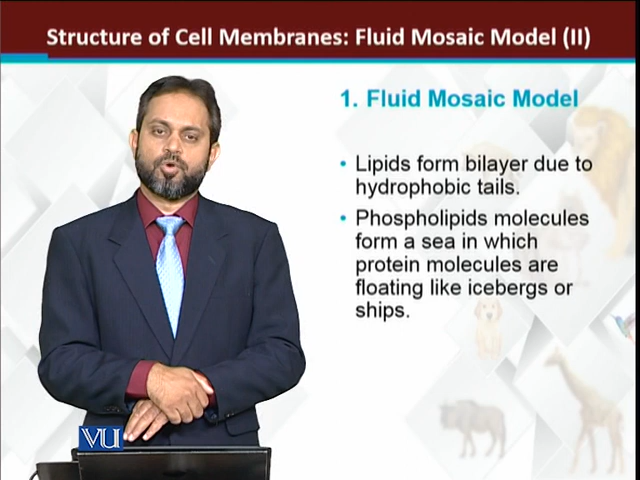 Structure of Cell Membranes: Fluid Mosaic Model (II)
1. Fluid Mosaic Model
• Lipids form bilayer due to
hydrophobic tails.
• Phospholipids molecules
form a sea in which
protein molecules are
floating like icebergs or
ships.
VU